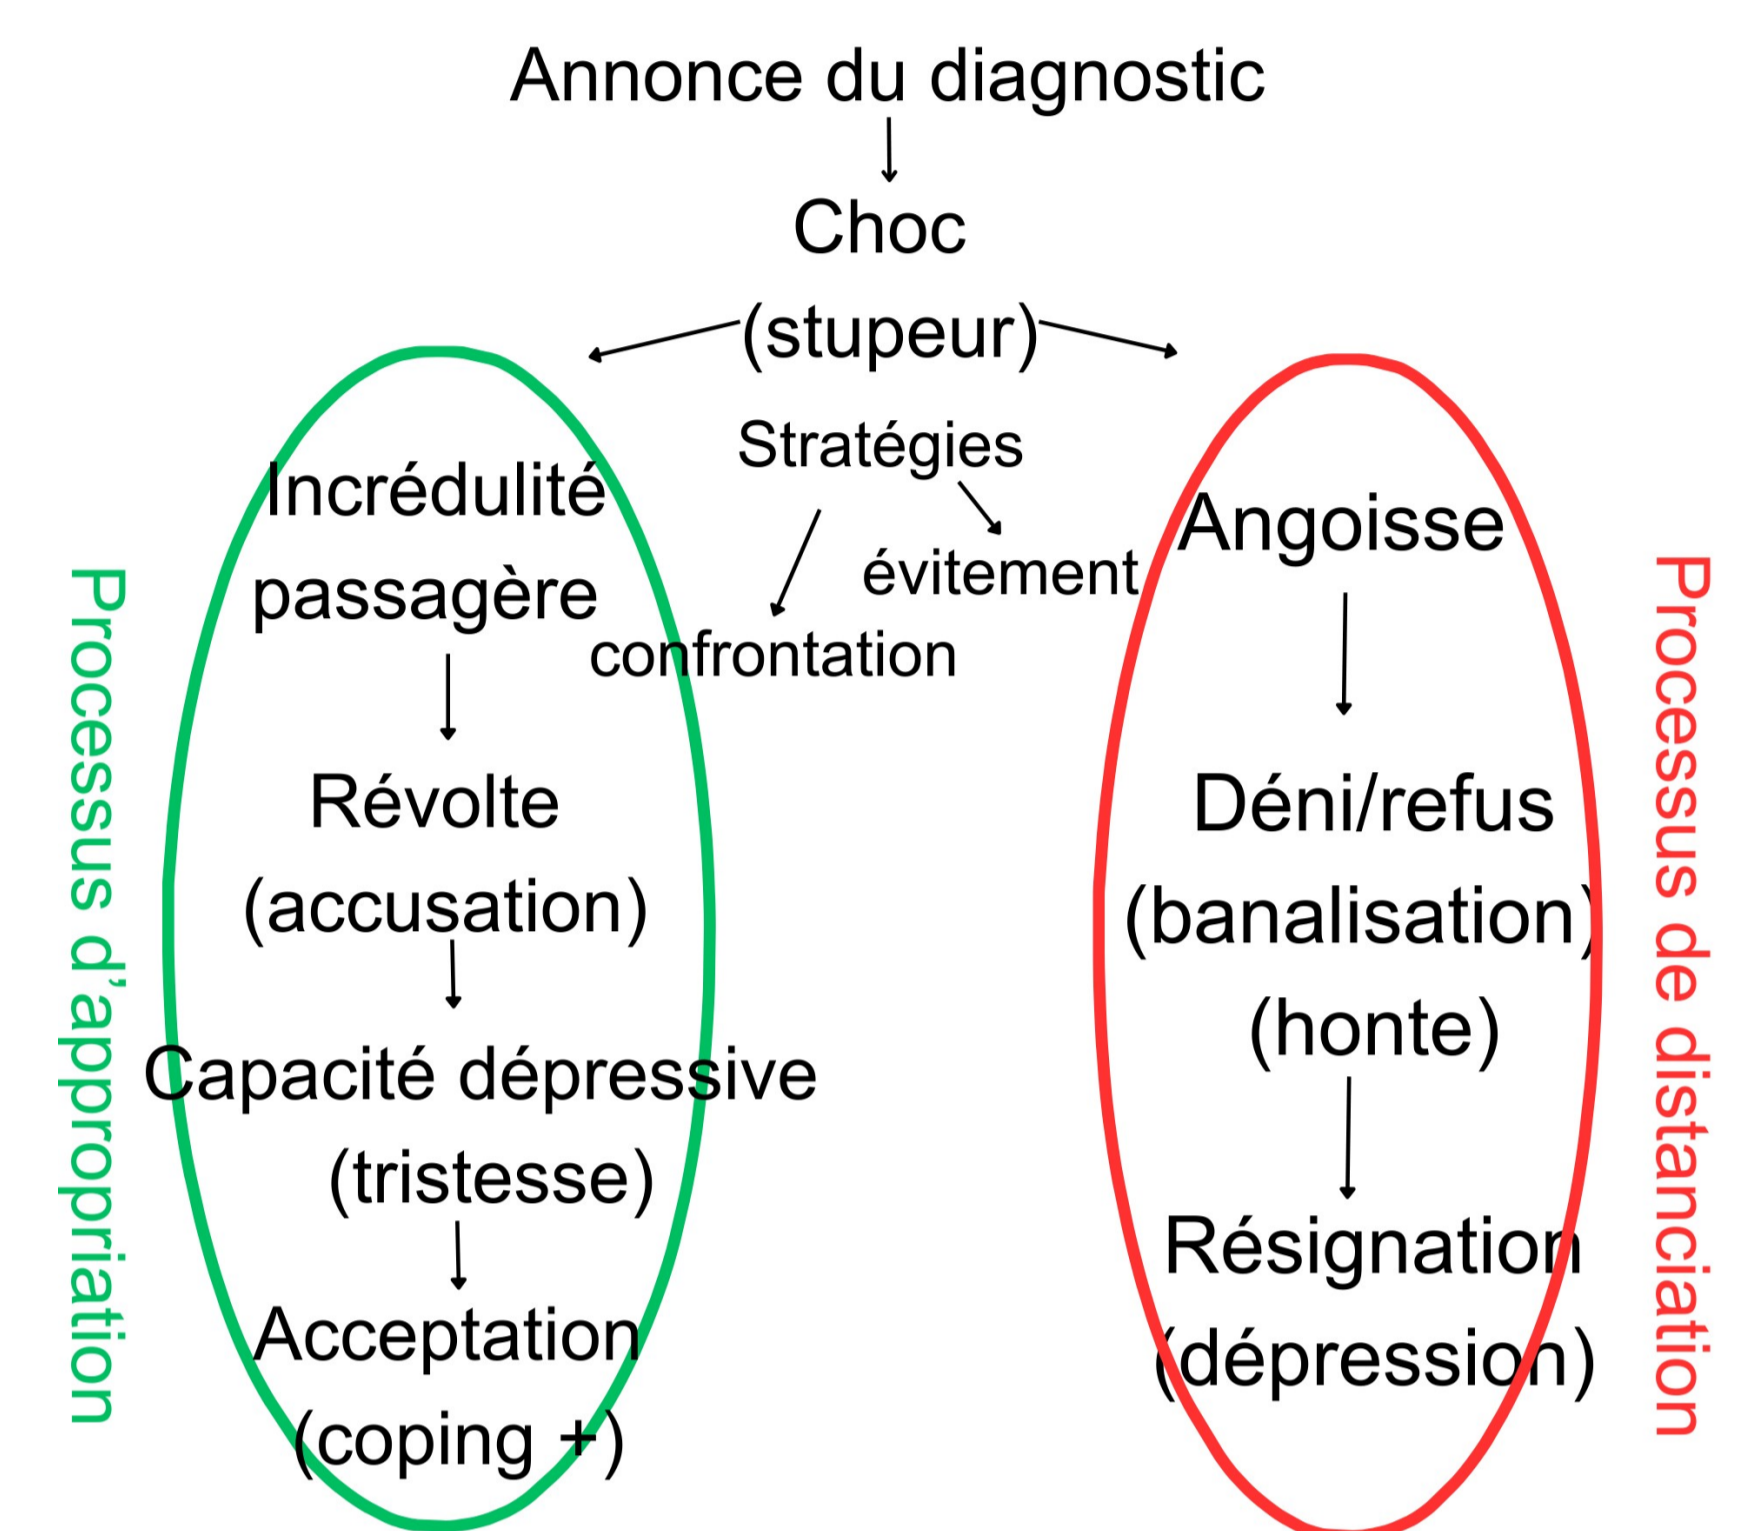 Annonce du diagnostic
Choc
(stupeur)
Stratégies
évitement
confrontation
Processus d'appropriation
Incrédulité
passagère
Révolte
(accusation)
Capacité dépressive
(tristesse)
Acceptation
(coping +)
Angoisse
Déni/refus
(banalisation)
(honte)
Résignation
(dépression)
Processus de distanciation